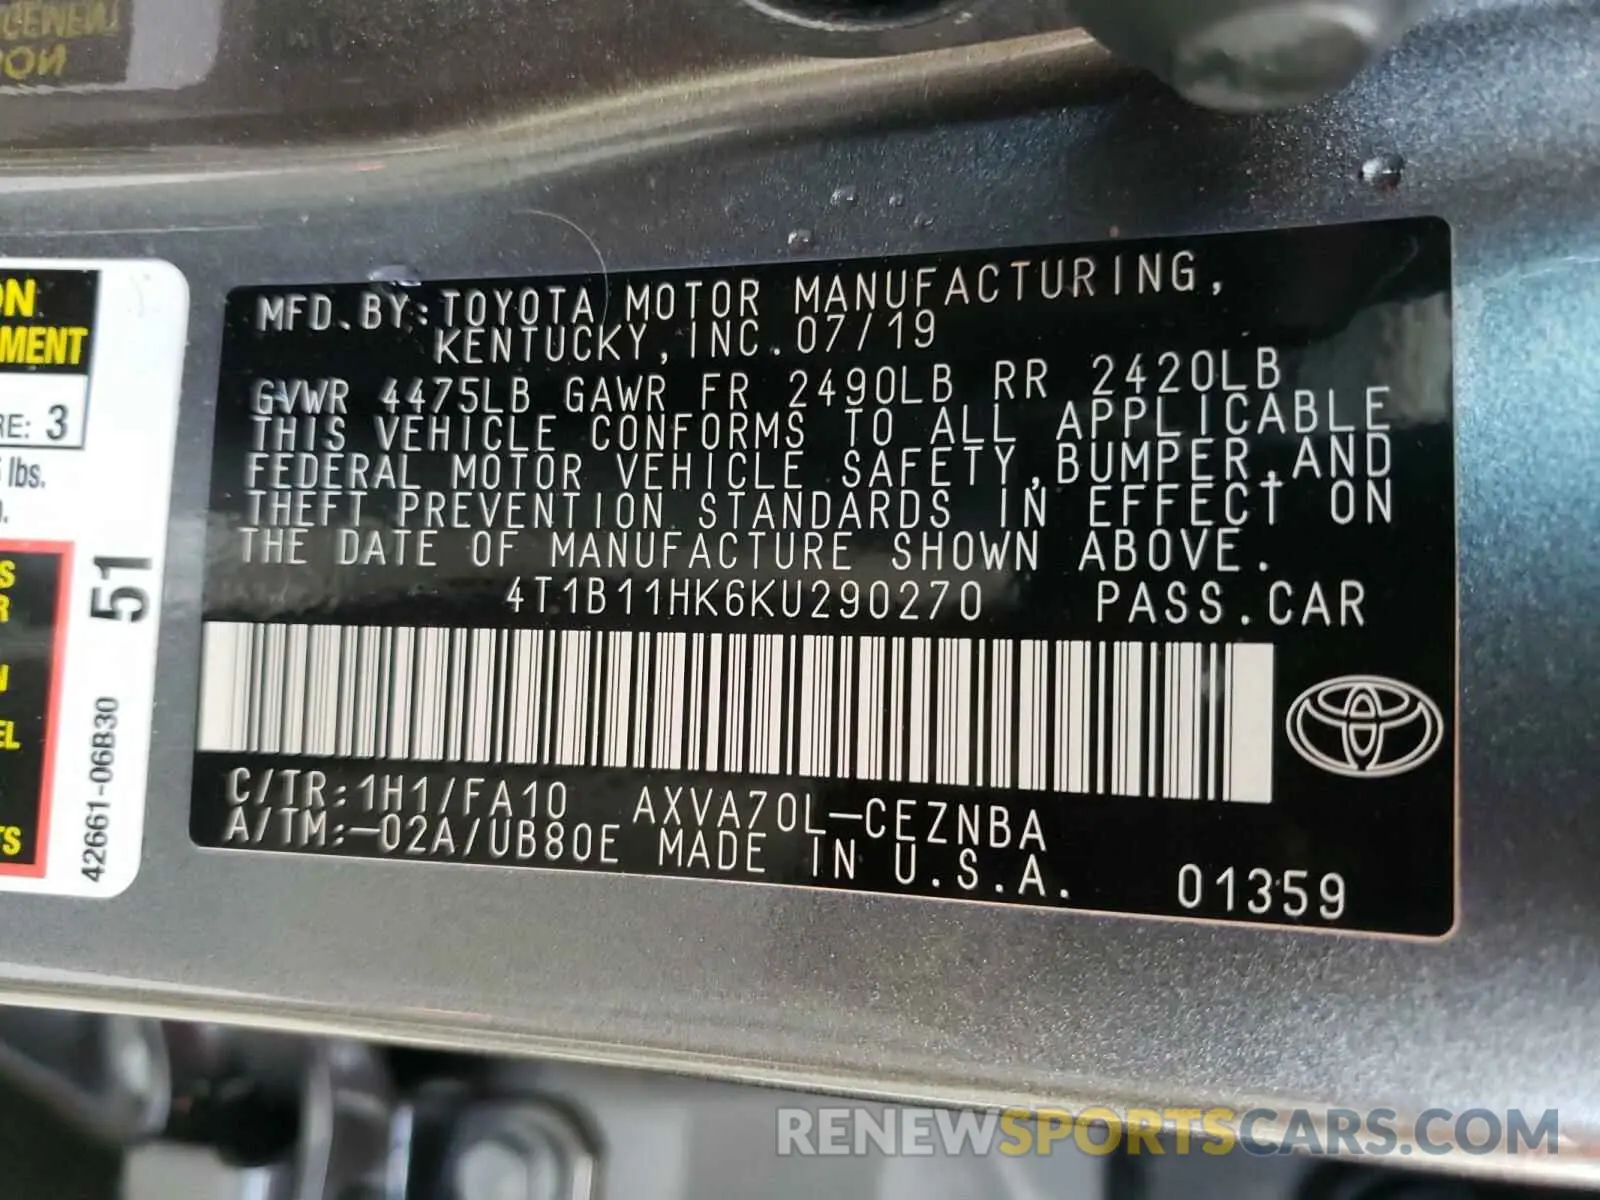 ON
MENT
RE: 3
lbs.
51
42661-06B30
MFD.BY:TOYOTA MOTOR MANUFACTURING,
KENTUCKY,INC.07/19
GVWR 4475LB GAWR FR 2490LB RR 2420LB
THIS VEHICLE CONFORMS TO ALL APPLICABLE
FEDERAL MOTOR VEHICLE SAFETY,BUMPER,AND
THEFT PREVENTION STANDARDS IN EFFECT ON
THE DATE OF MANUFACTURE SHOWN ABOVE.
4T1B11HK6KU290270 PASS.CAR
C/TR:1H1/FA10 AXVA70L-CEZNBA
A/TM:-02A/UB80E MADE IN U.S.A.
01359
RENEWSPORTSCARS.COM